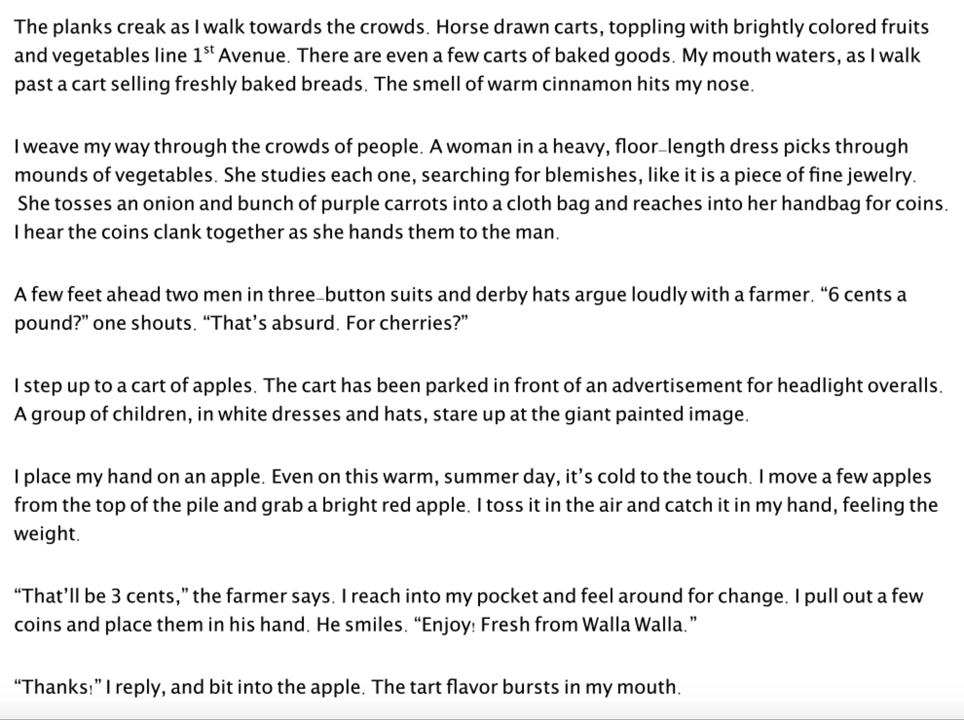 The planks creak as I walk towards the crowds. Horse drawn carts, toppling with brightly colored fruits
and vegetables line 1st Avenue. There are even a few carts of baked goods. My mouth waters, as I walk
past a cart selling freshly baked breads. The smell of warm cinnamon hits my nose.
I weave my way through the crowds of people. A woman in a heavy, floor-length dress picks through
mounds of vegetables. She studies each one, searching for blemishes, like it is a piece of fine jewelry.
She tosses an onion and bunch of purple carrots into a cloth bag and reaches into her handbag for coins.
I hear the coins clank together as she hands them to the man.
A few feet ahead two men in three-button suits and derby hats argue loudly with a farmer. “6 cents a
pound?” one shouts. “That’s absurd. For cherries?”
I step up to a cart of apples. The cart has been parked in front of an advertisement for headlight overalls.
A group of children, in white dresses and hats, stare up at the giant painted image.
I place my hand on an apple. Even on this warm, summer day, it’s cold to the touch. I move a few apples
from the top of the pile and grab a bright red apple. I toss it in the air and catch it in my hand, feeling the
weight.
“That’ll be 3 cents,” the farmer says. I reach into my pocket and feel around for change. I pull out a few
coins and place them in his hand. He smiles. “Enjoy! Fresh from Walla Walla.”
“Thanks!” I reply, and bit into the apple. The tart flavor bursts in my mouth.